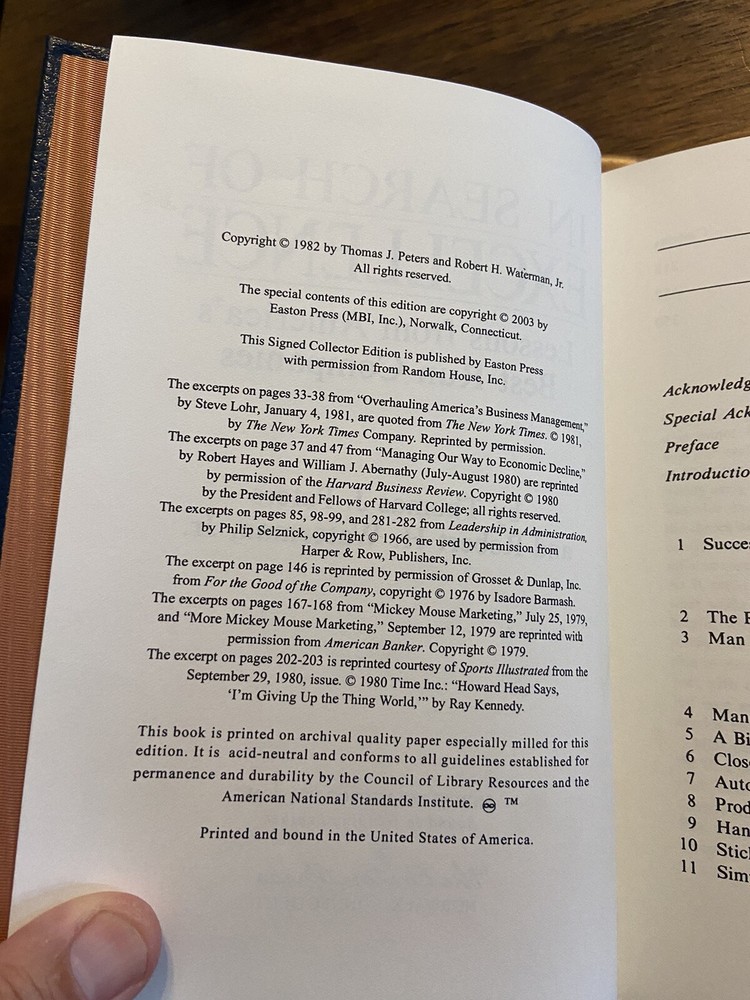 Copyright © 1982 by Thomas J. Peters and Robert H. Waterman, Jr.
All rights reserved.
The special contents of this edition are copyright © 2003 by
Easton Press (MBI, Inc.), Norwalk, Connecticut.
This Signed Collector Edition is published by Easton Press
with permission from Random House, Inc.
The excerpts on pages 33-38 from “Overhauling America’s Business Management,”
by Steve Lohr, January 4, 1981, are quoted from The New York Times. © 1981,
by The New York Times Company. Reprinted by permission.
The excerpts on page 37 and 47 from “Managing Our Way to Economic Decline,”
by Robert Hayes and William J. Abernathy (July-August 1980) are reprinted
by permission of the Harvard Business Review. Copyright © 1980
by the President and Fellows of Harvard College; all rights reserved.
The excerpts on pages 85, 98-99, and 281-282 from Leadership in Administration,
by Philip Selznick, copyright © 1966, are used by permission from
Harper & Row, Publishers, Inc.
The excerpt on page 146 is reprinted by permission of Grosset & Dunlap, Inc.
from For the Good of the Company, copyright © 1976 by Isadore Barmash.
The excerpts on pages 167-168 from “Mickey Mouse Marketing,” July 25, 1979,
and “More Mickey Mouse Marketing,” September 12, 1979 are reprinted with
permission from American Banker. Copyright © 1979.
The excerpt on pages 202-203 is reprinted courtesy of Sports Illustrated from the
September 29, 1980, issue. © 1980 Time Inc.: “Howard Head Says,
‘I’m Giving Up the Thing World,’” by Ray Kennedy.
This book is printed on archival quality paper especially milled for this
edition. It is acid-neutral and conforms to all guidelines established for
permanence and durability by the Council of Library Resources and the
American National Standards Institute. ♾ ™
Printed and bound in the United States of America.
Acknowledg
Special Ack
Preface
Introductio
1 Succe
2 The
3 Man
4 Man
5 A Bi
6 Clos
7 Auto
8 Prod
9 Han
10 Stic
11 Sim